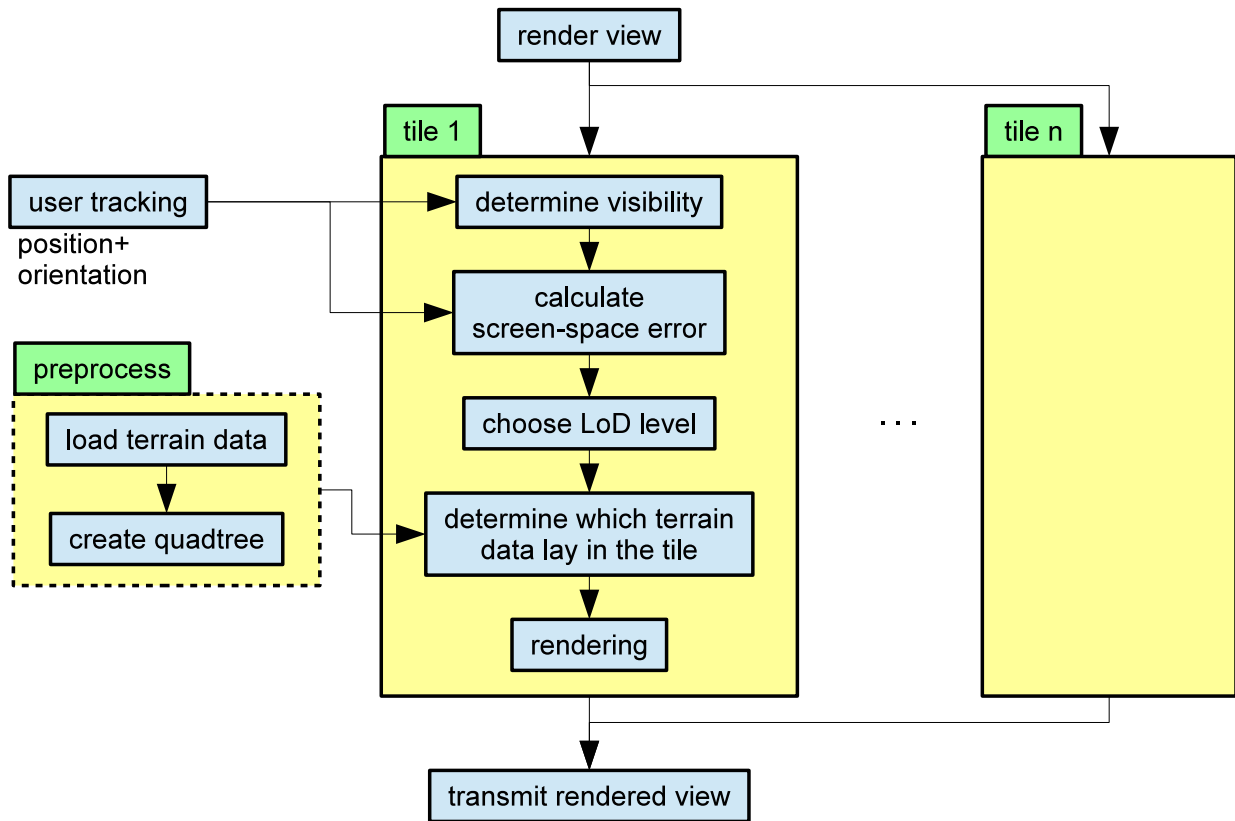 render view
tile 1
tile n
user tracking
position+
orientation
determine visibility
calculate
screen-space error
preprocess
load terrain data
create quadtree
choose LoD level
...
determine which terrain
data lay in the tile
rendering
transmit rendered view